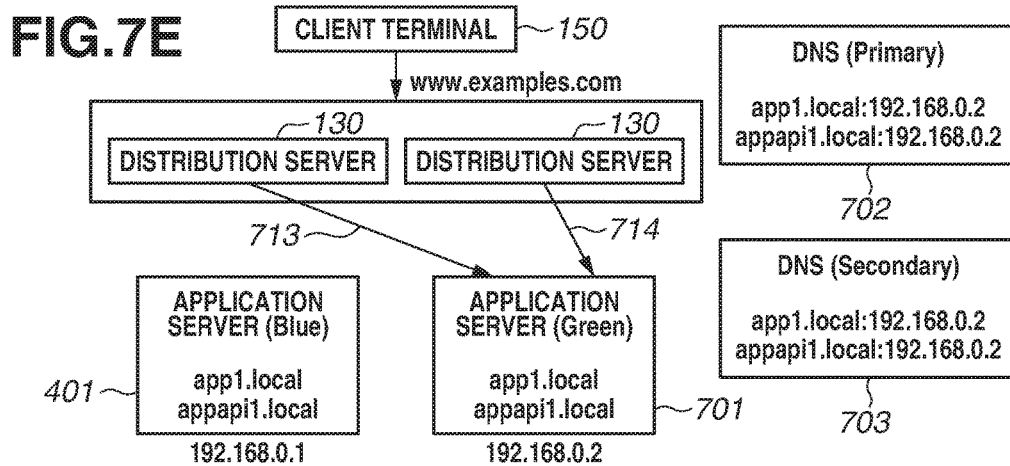 FIG.7E
CLIENT TERMINAL
150
www.examples.com
130
130
DISTRIBUTION SERVER
DISTRIBUTION SERVER
713
714
APPLICATION
SERVER (Blue)
app1.local
appapi1.local
401
192.168.0.1
APPLICATION
SERVER (Green)
app1.local
appapi1.local
701
192.168.0.2
DNS (Primary)
app1.local:192.168.0.2
appapi1.local:192.168.0.2
702
DNS (Secondary)
app1.local:192.168.0.2
appapi1.local:192.168.0.2
703